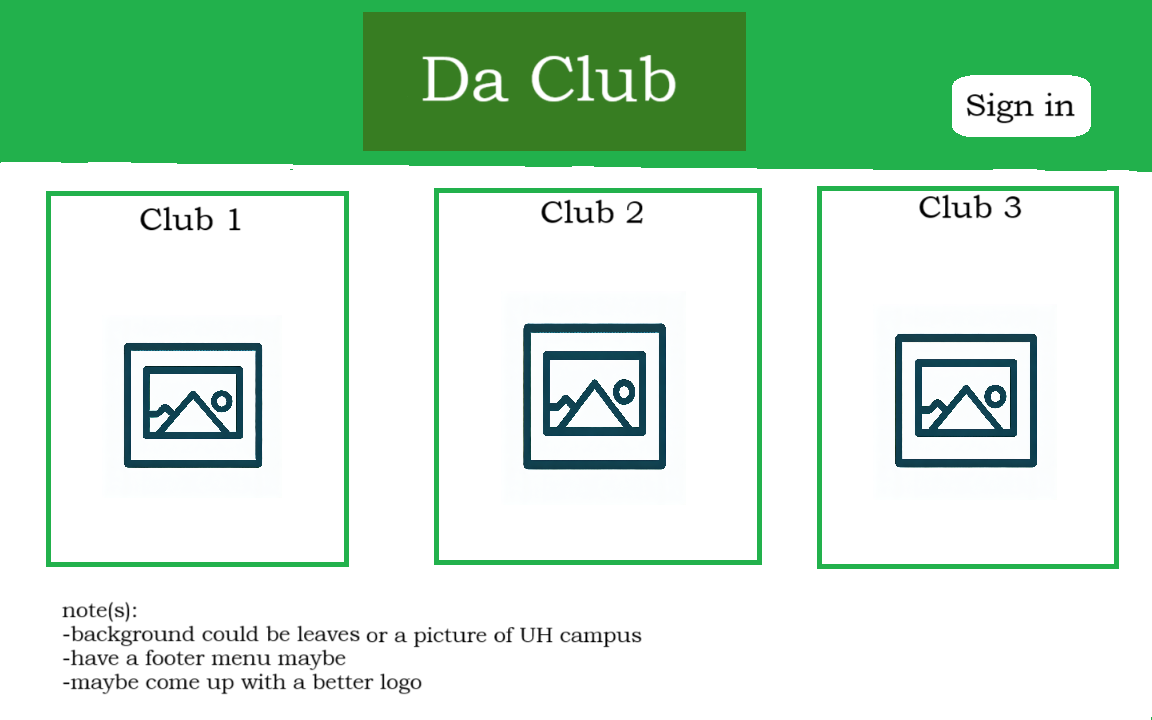 Da Club
Sign in
Club 1
Club 2
Club 3
note(s):
-background could be leaves or a picture of UH campus
-have a footer menu maybe
-maybe come up with a better logo